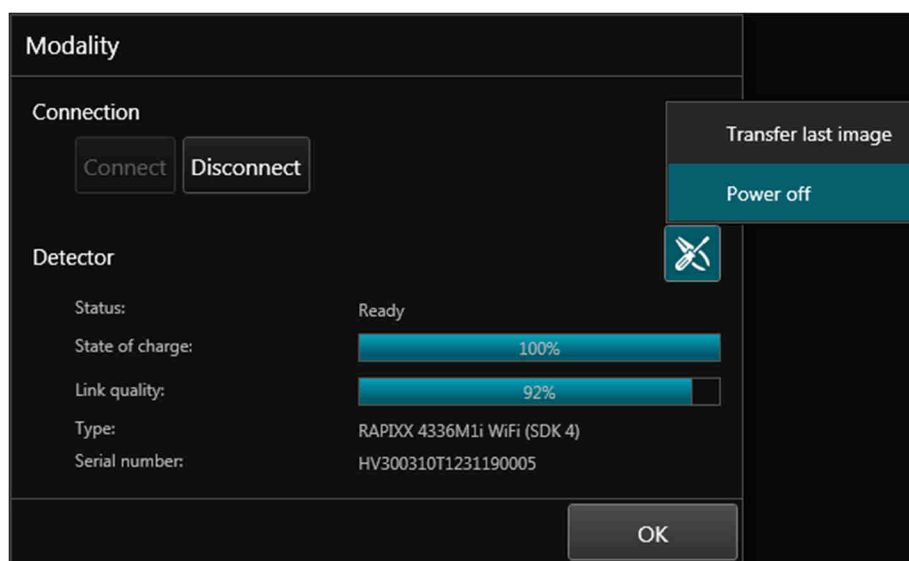 Modality
Connection
Transfer last image
Connect Disconnect
Power off
Detector
Status: Ready
State of charge: 100%
Link quality: 92%
Type: RAPIXX 4336M1i WiFi (SDK 4)
Serial number: HV300310T1231190005
OK